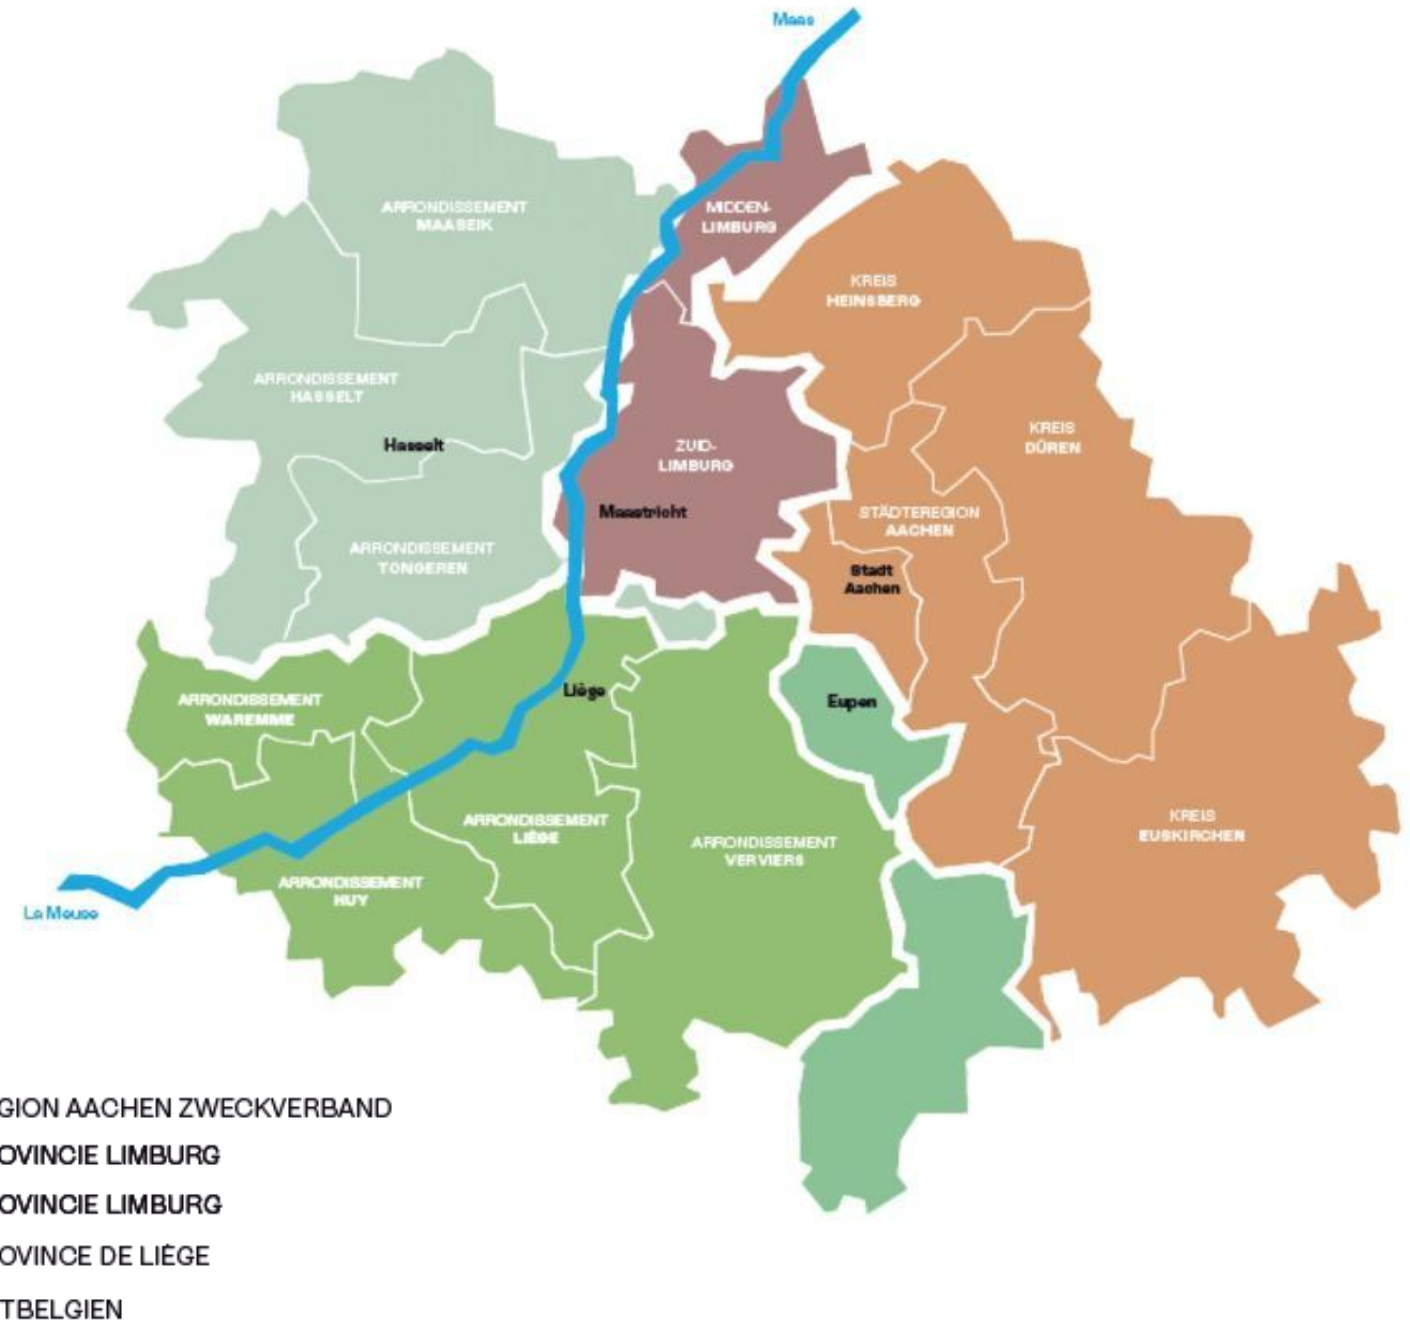 Maas
ARRONDISSEMENT
MAASEIK
MIDDEN-
LIMBURG
KREIS
HEINSBERG
ARRONDISSEMENT
HASSELT
Hasselt
ZUID-
LIMBURG
KREIS
DÜREN
Maastricht
STÄDTEREGION
AACHEN
ARRONDISSEMENT
TONGEREN
Stadt
Aachen
ARRONDISSEMENT
WAREMME
Liège
Eupen
ARRONDISSEMENT
LIÈGE
ARRONDISSEMENT
VERVIERS
KREIS
EUSKIRCHEN
ARRONDISSEMENT
HUY
La Meuse
GION AACHEN ZWECKVERBAND
OVINCIE LIMBURG
OVINCIE LIMBURG
OVINCE DE LIÈGE
TBELGIEN